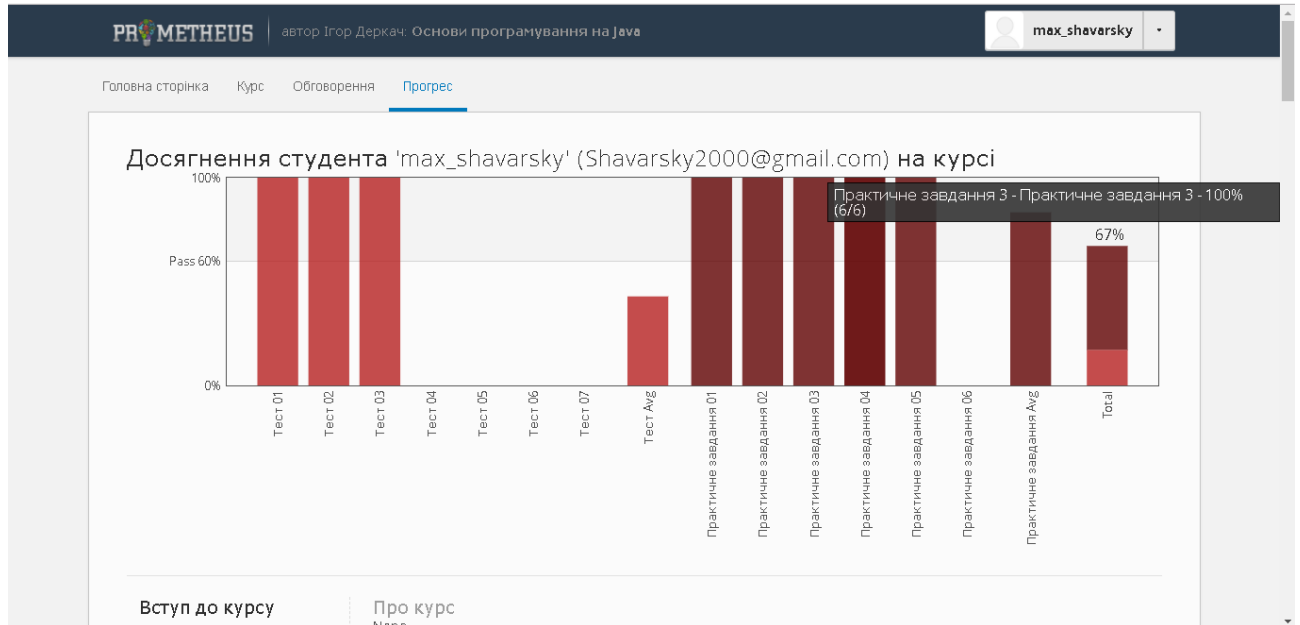 PROMETHEUS
автор Ігор Деркач: Основи програмування на Java
max_shavarsky
Головна сторінка Курс Обговорення Прогрес
Досягнення студента 'max_shavarsky' (Shavarsky2000@gmail.com) на курсі
100%
Практичне завдання 3 - Практичне завдання 3 - 100%
(6/6)
67%
Pass 60%
0%
Тест 01
Тест 02
Тест 03
Тест 04
Тест 05
Тест 06
Тест 07
Тест Avg
Практичне завдання 01
Практичне завдання 02
Практичне завдання 03
Практичне завдання 04
Практичне завдання 05
Практичне завдання 06
Практичне завдання Avg
Total
Вступ до курсу
Про курс